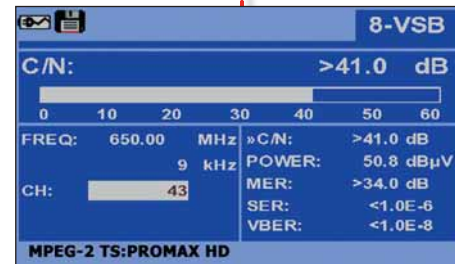 8-VSB
C/N: >41.0 dB
0 10 20 30 40 50 60
FREQ: 650.00 MHz
9 kHz
CH: 43
»C/N: >41.0 dB
POWER: 50.8 dBµV
MER: >34.0 dB
SER: <1.0E-6
VBER: <1.0E-8
MPEG-2 TS:PROMAX HD